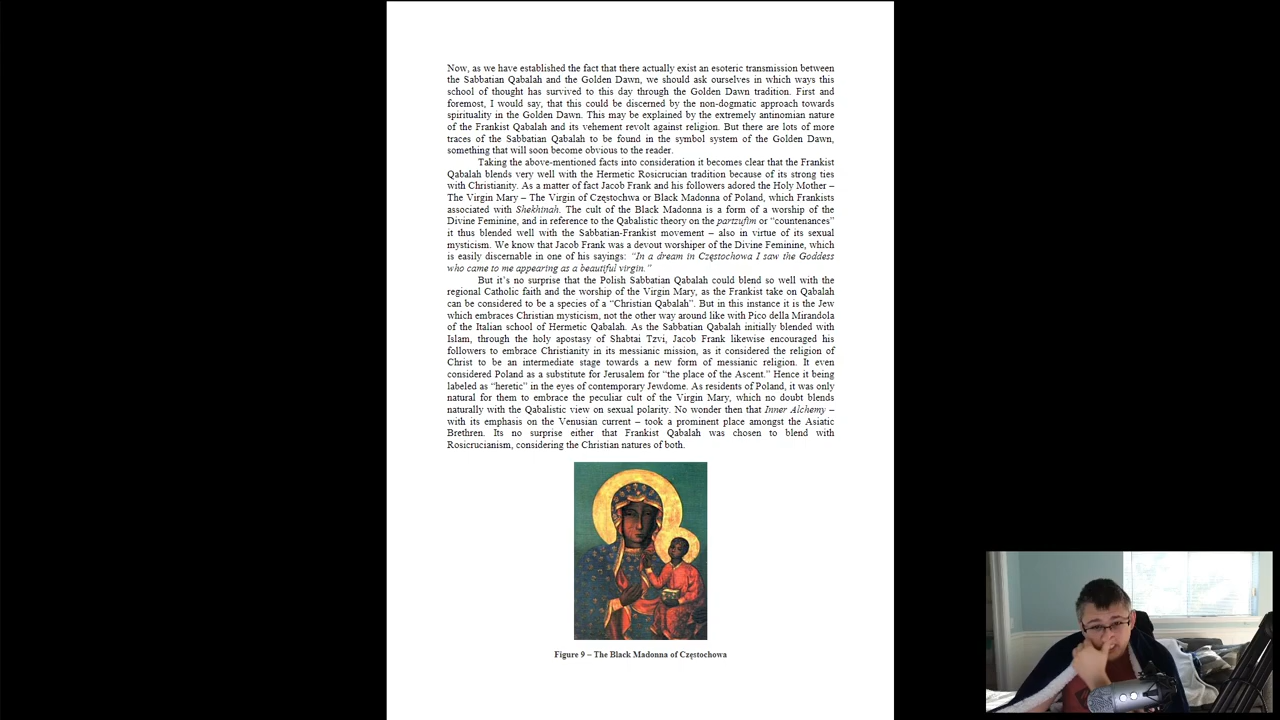 Now, as we have established the fact that there actually exist an esoteric transmission between
the Sabbatian Qabalah and the Golden Dawn, we should ask ourselves in which ways this
school of thought has survived to this day through the Golden Dawn tradition. First and
foremost, I would say, that this could be discerned by the non-dogmatic approach towards
spirituality in the Golden Dawn. This may be explained by the extremely antinomian nature
of the Frankist Qabalah and its vehement revolt against religion. But there are lots of more
traces of the Sabbatian Qabalah to be found in the symbol system of the Golden Dawn,
something that will soon become obvious to the reader.
Taking the above-mentioned facts into consideration it becomes clear that the Frankist
Qabalah blends very well with the Hermetic Rosicrucian tradition because of its strong ties
with Christianity. As a matter of fact Jacob Frank and his followers adored the Holy Mother –
The Virgin Mary – The Virgin of Częstochwa or Black Madonna of Poland, which Frankists
associated with Shekhinah. The cult of the Black Madonna is a form of a worship of the
Divine Feminine, and in reference to the Qabalistic theory on the partzufim or “countenances”
it thus blended well with the Sabbatian-Frankist movement – also in virtue of its sexual
mysticism. We know that Jacob Frank was a devout worshiper of the Divine Feminine, which
is easily discernable in one of his sayings: “In a dream in Częstochowa I saw the Goddess
who came to me appearing as a beautiful virgin.”
But it’s no surprise that the Polish Sabbatian Qabalah could blend so well with the
regional Catholic faith and the worship of the Virgin Mary, as the Frankist take on Qabalah
can be considered to be a species of a “Christian Qabalah”. But in this instance it is the Jew
which embraces Christian mysticism, not the other way around like with Pico della Mirandola
of the Italian school of Hermetic Qabalah. As the Sabbatian Qabalah initially blended with
Islam, through the holy apostasy of Shabtai Tzvi, Jacob Frank likewise encouraged his
followers to embrace Christianity in its messianic mission, as it considered the religion of
Christ to be an intermediate stage towards a new form of messianic religion. It even
considered Poland as a substitute for Jerusalem for “the place of the Ascent.” Hence it being
labeled as “heretic” in the eyes of contemporary Jewdome. As residents of Poland, it was only
natural for them to embrace the peculiar cult of the Virgin Mary, which no doubt blends
naturally with the Qabalistic view on sexual polarity. No wonder then that Inner Alchemy –
with its emphasis on the Venusian current – took a prominent place amongst the Asiatic
Brethren. Its no surprise either that Frankist Qabalah was chosen to blend with
Rosicrucianism, considering the Christian natures of both.
Figure 9 – The Black Madonna of Częstochowa